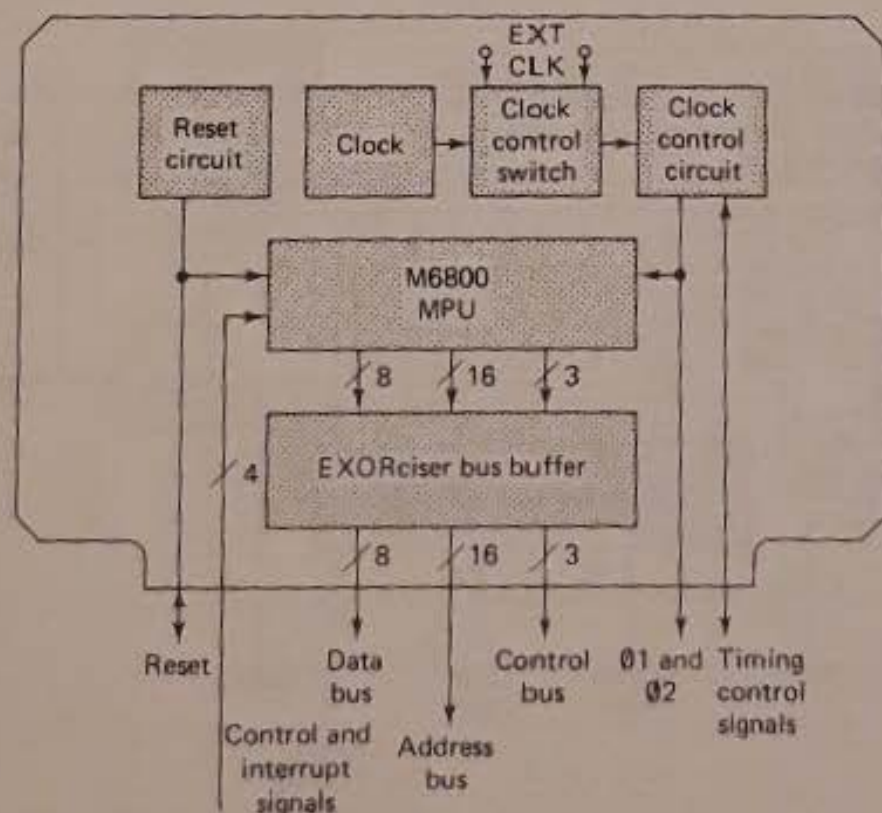 EXT
CLK
Reset
circuit
Clock
Clock
control
switch
Clock
control
circuit
M6800
MPU
8
16
3
4
EXORciser bus buffer
8
16
3
Reset
Data
bus
Control
bus
Ø1 and
Ø2
Timing
control
signals
Control and
interrupt
signals
Address
bus